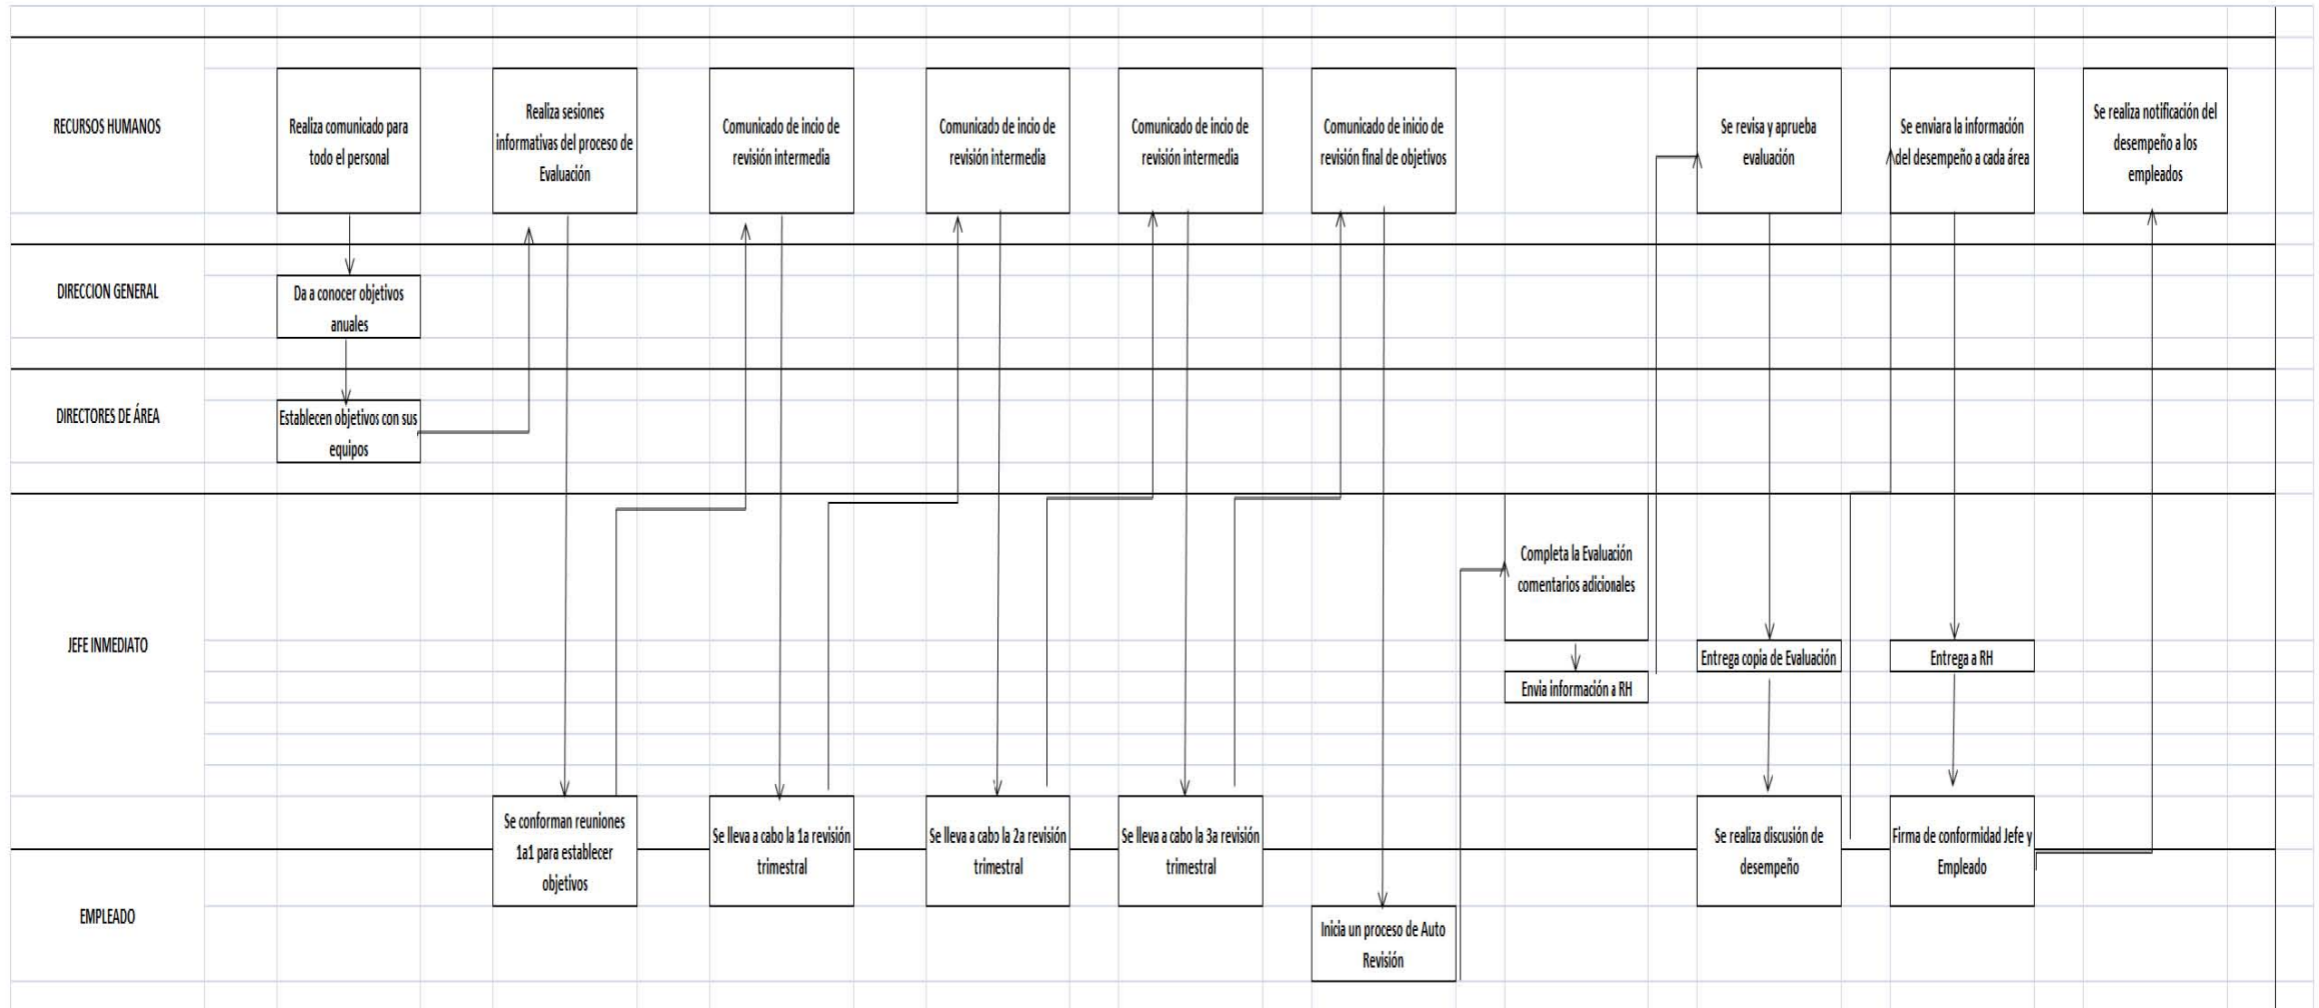 RECURSOS HUMANOS
Realiza comunicado para
todo el personal
Realiza sesiones
informativas del proceso de
Evaluación
Comunicado de incio de
revisión intermedia
Comunicado de incio de
revisión intermedia
Comunicado de incio de
revisión intermedia
Comunicado de inicio de
revisión final de objetivos
Se revisa y aprueba
evaluación
Se enviara la información
del desempeño a cada área
Se realiza notificación del
desempeño a los
empleados
DIRECCION GENERAL
Da a conocer objetivos
anuales
DIRECTORES DE ÁREA
Establecen objetivos con sus
equipos
JEFE INMEDIATO
Completa la Evaluación
comentarios adicionales
Envia información a RH
Entrega copia de Evaluación
Entrega a RH
Se conforman reuniones
1a1 para establecer
objetivos
Se lleva a cabo la 1a revisión
trimestral
Se lleva a cabo la 2a revisión
trimestral
Se lleva a cabo la 3a revisión
trimestral
Se realiza discusión de
desempeño
Firma de conformidad Jefe y
Empleado
EMPLEADO
Inicia un proceso de Auto
Revisión